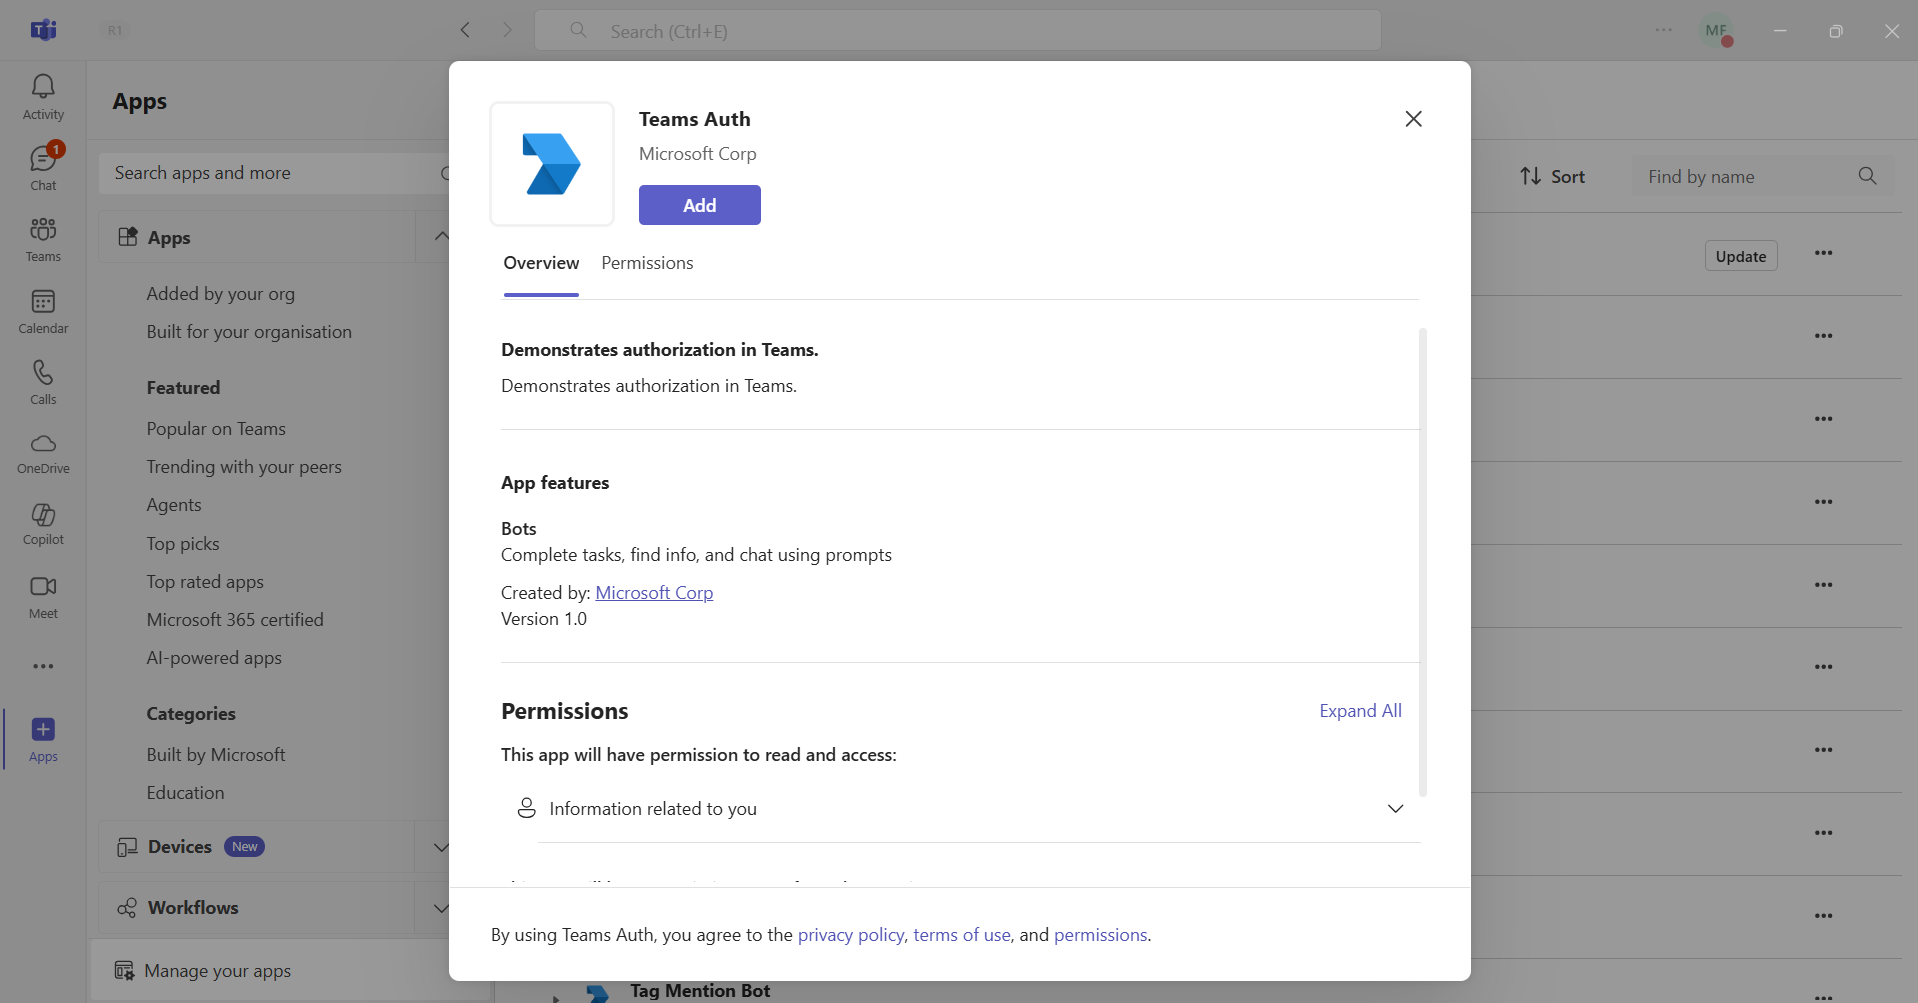 R1
Search (Ctrl+E)
MF
Activity
1
Chat
Teams
Calendar
Calls
OneDrive
Copilot
Meet
Apps
Apps
Search apps and more
Apps
Added by your org
Built for your organisation
Featured
Popular on Teams
Trending with your peers
Agents
Top picks
Top rated apps
Microsoft 365 certified
AI-powered apps
Categories
Built by Microsoft
Education
Devices New
Workflows
Manage your apps
Teams Auth
Microsoft Corp
Add
Overview Permissions
Demonstrates authorization in Teams.
Demonstrates authorization in Teams.
App features
Bots
Complete tasks, find info, and chat using prompts
Created by: Microsoft Corp
Version 1.0
Permissions
Expand All
This app will have permission to read and access:
Information related to you
By using Teams Auth, you agree to the privacy policy, terms of use, and permissions.
Sort
Find by name
Update
Tag Mention Bot